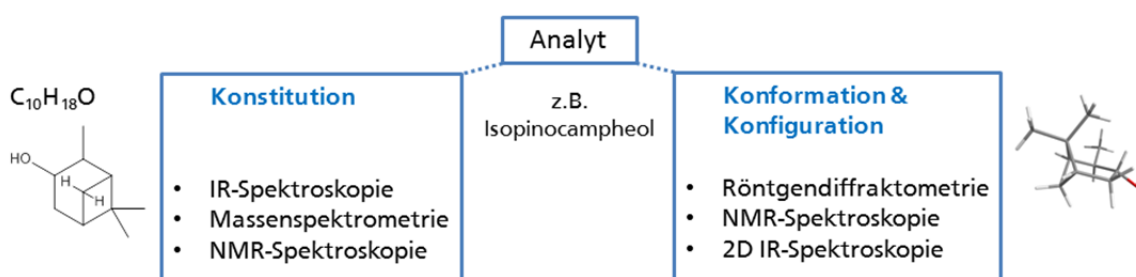 Analyt
C₁₀H₁₈O
HO
H
H
Konstitution
• IR-Spektroskopie
• Massenspektrometrie
• NMR-Spektroskopie
z.B.
Isopinocampheol
Konformation &
Konfiguration
• Röntgendiffraktometrie
• NMR-Spektroskopie
• 2D IR-Spektroskopie